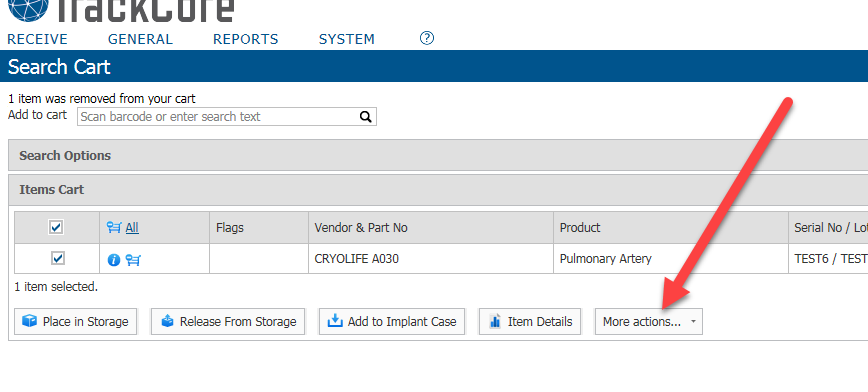 TrackCore
RECEIVE GENERAL REPORTS SYSTEM ?
Search Cart
1 item was removed from your cart
Add to cart Scan barcode or enter search text
Search Options
Items Cart
All Flags Vendor & Part No Product Serial No / Lot
CRYOLIFE A030 Pulmonary Artery TEST6 / TEST
1 item selected.
Place in Storage Release From Storage Add to Implant Case Item Details More actions...